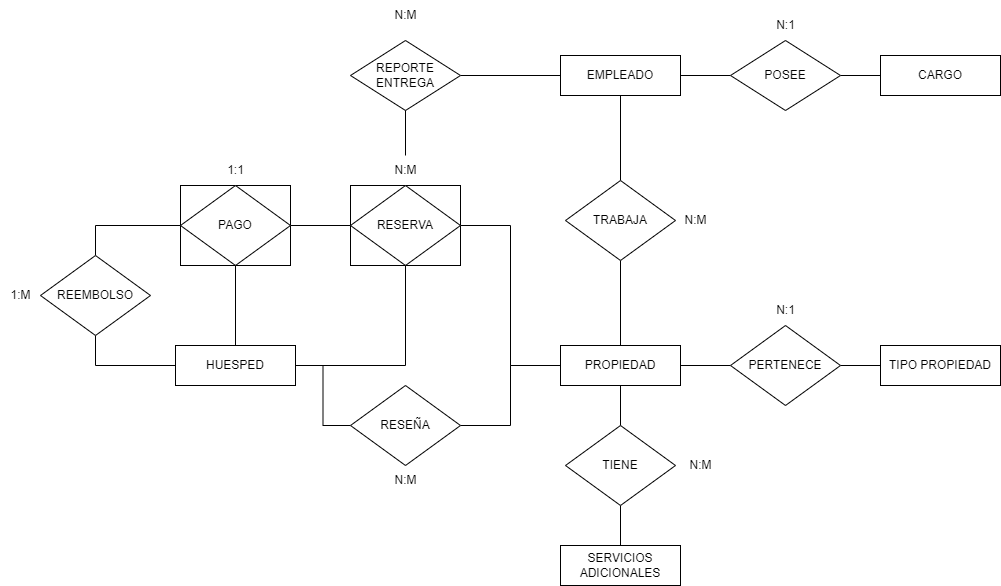 N:M
N:1
REPORTE
ENTREGA
EMPLEADO
POSEE
CARGO
1:1
N:M
PAGO
RESERVA
TRABAJA
N:M
1:M
REEMBOLSO
N:1
HUESPED
PROPIEDAD
PERTENECE
TIPO PROPIEDAD
RESEÑA
N:M
TIENE
N:M
SERVICIOS
ADICIONALES